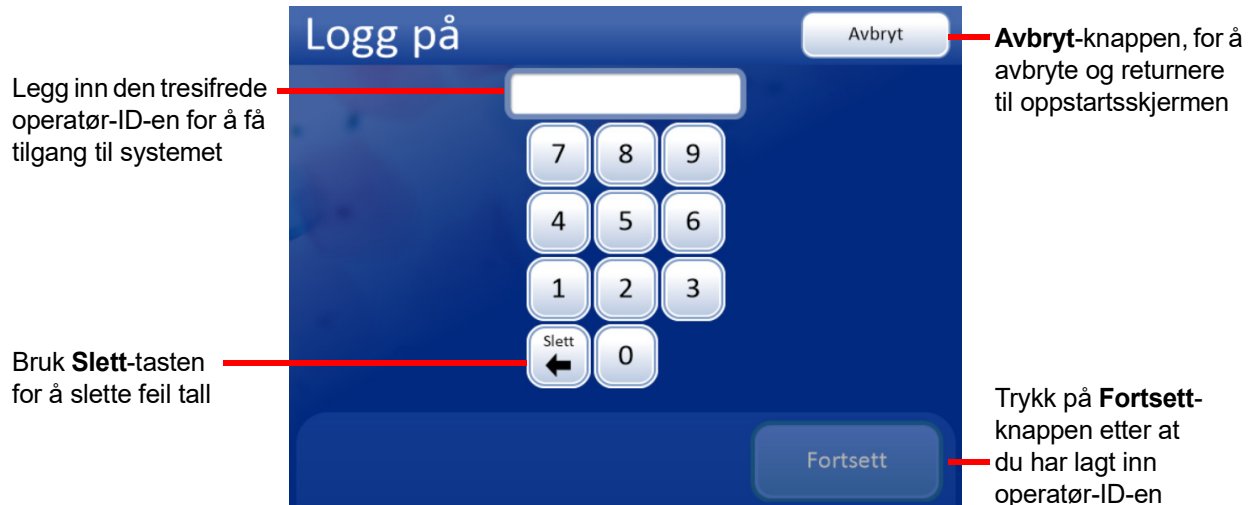 Logg på
Avbryt
Avbryt-knappen, for å
avbryte og returnere
til oppstartsskjermen
Legg inn den tresifrede
operatør-ID-en for å få
tilgang til systemet
7 8 9
4 5 6
1 2 3
Slett
0
Bruk Slett-tasten
for å slette feil tall
Fortsett
Trykk på Fortsett-
knappen etter at
du har lagt inn
operatør-ID-en